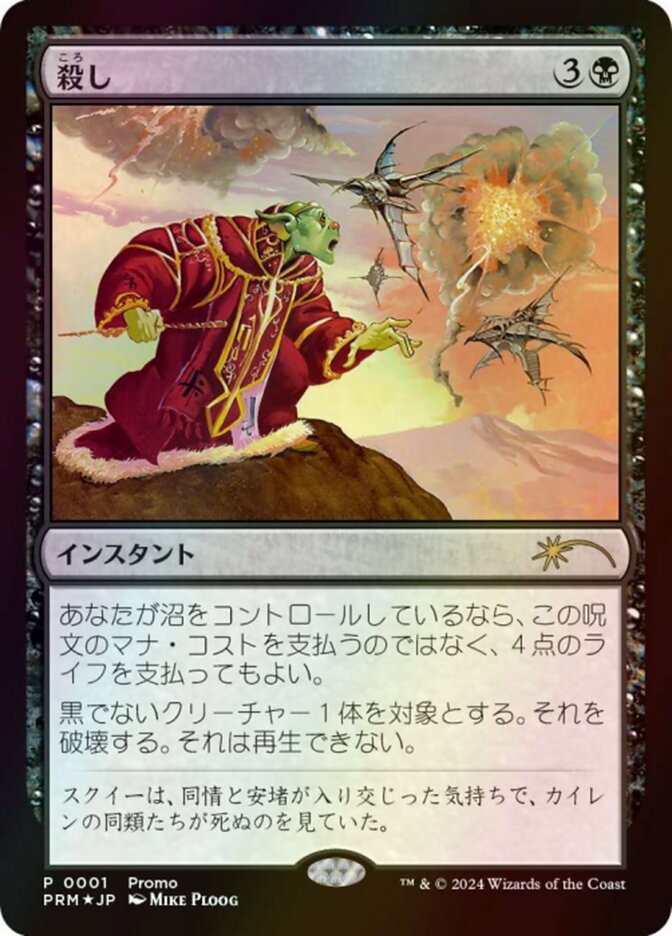 ころ
殺し
3
インスタント
あなたが沼をコントロールしているなら、この呪
文のマナ・コストを支払うのではなく、4点のラ
イフを支払ってもよい。
黒でないクリーチャー1体を対象とする。それを
破壊する。それは再生できない。
スクイーは、同情と安堵が入り交じった気持ちで、カイレ
ンの同類たちが死ぬのを見ていた。
P 0001 Promo
PRM★JP Mike Ploog
™ & © 2024 Wizards of the Coast